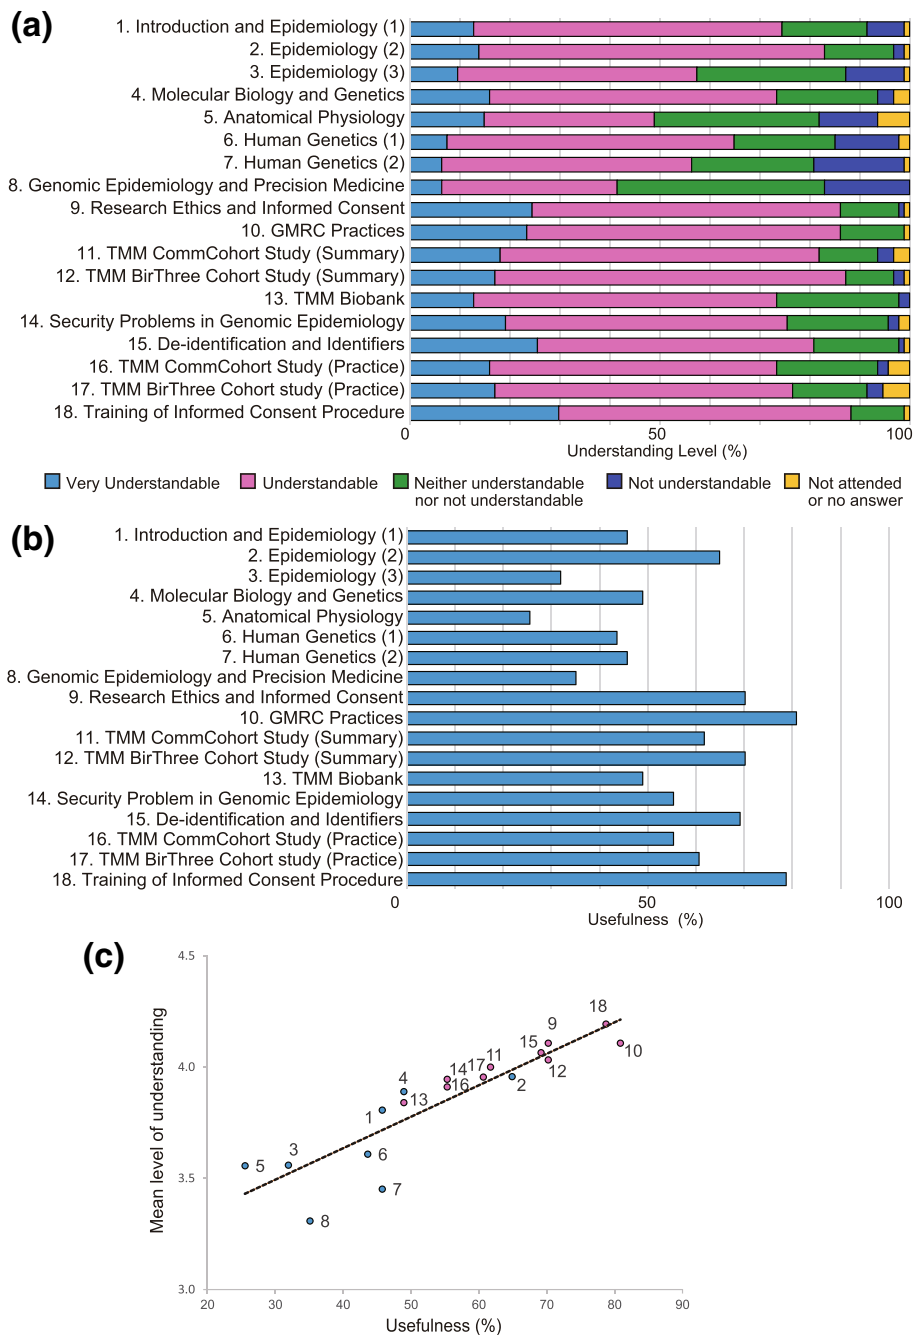 (a)
1. Introduction and Epidemiology (1)
2. Epidemiology (2)
3. Epidemiology (3)
4. Molecular Biology and Genetics
5. Anatomical Physiology
6. Human Genetics (1)
7. Human Genetics (2)
8. Genomic Epidemiology and Precision Medicine
9. Research Ethics and Informed Consent
10. GMRC Practices
11. TMM CommCohort Study (Summary)
12. TMM BirThree Cohort Study (Summary)
13. TMM Biobank
14. Security Problems in Genomic Epidemiology
15. De-identification and Identifiers
16. TMM CommCohort Study (Practice)
17. TMM BirThree Cohort study (Practice)
18. Training of Informed Consent Procedure
0 50 100
Understanding Level (%)
Very Understandable
Understandable
Neither understandable
nor not understandable
Not understandable
Not attended
or no answer
(b)
1. Introduction and Epidemiology (1)
2. Epidemiology (2)
3. Epidemiology (3)
4. Molecular Biology and Genetics
5. Anatomical Physiology
6. Human Genetics (1)
7. Human Genetics (2)
8. Genomic Epidemiology and Precision Medicine
9. Research Ethics and Informed Consent
10. GMRC Practices
11. TMM CommCohort Study (Summary)
12. TMM BirThree Cohort Study (Summary)
13. TMM Biobank
14. Security Problem in Genomic Epidemiology
15. De-identification and Identifiers
16. TMM CommCohort Study (Practice)
17. TMM BirThree Cohort study (Practice)
18. Training of Informed Consent Procedure
0 50 100
Usefulness (%)
(c)
Mean level of understanding
4.5
4.0
3.5
3.0
18
9
10
15
12
11
17
14
16
2
4
13
1
3
5
6
7
8
20 30 40 50 60 70 80 90
Usefulness (%)